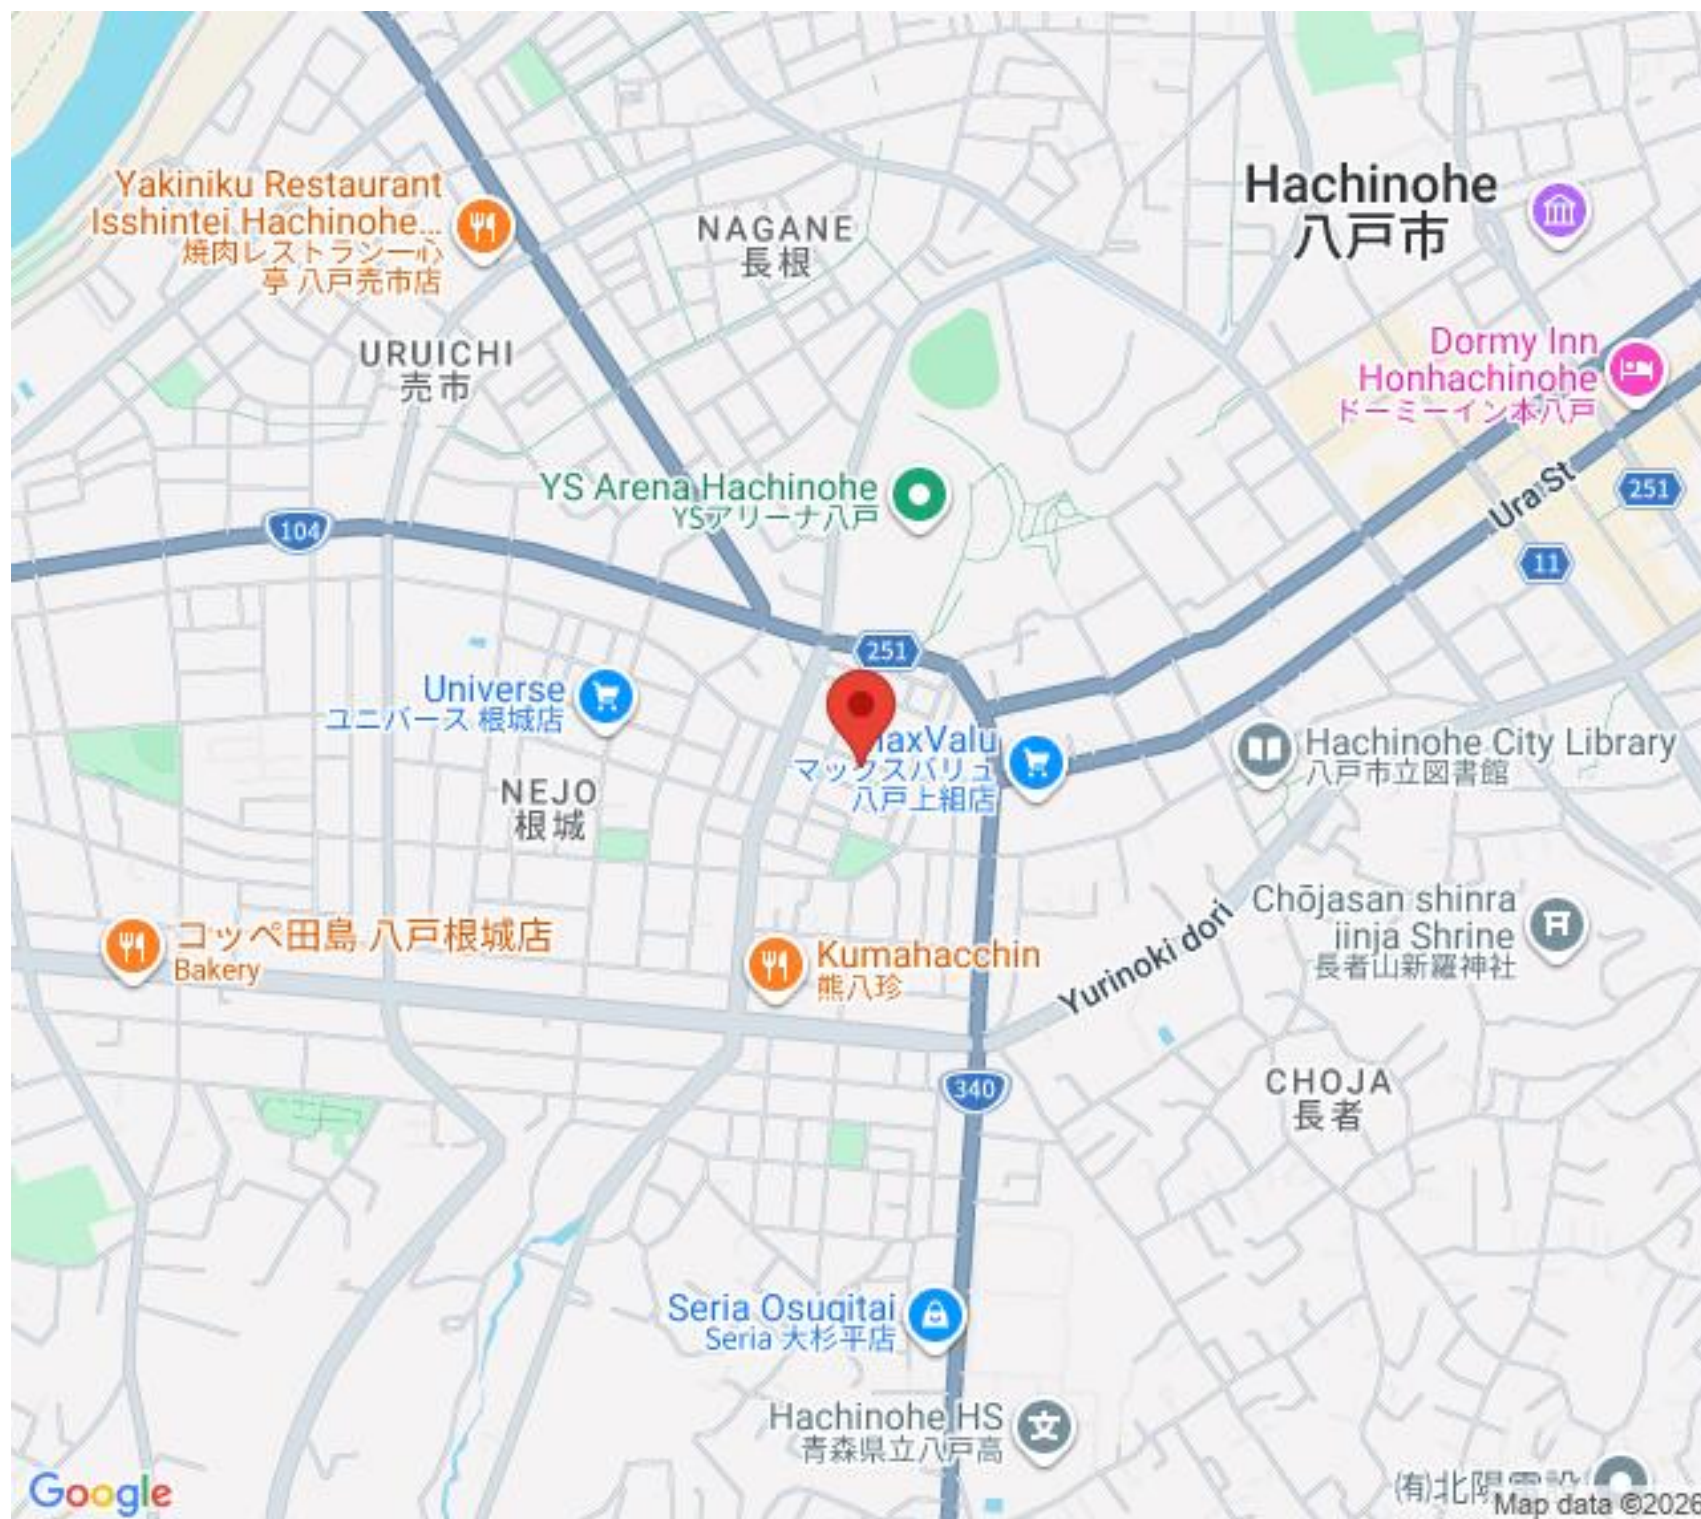 Hachinohe
八戸市
Yakiniku Restaurant
Isshintei Hachinohe...
焼肉レストラン一心
亭 八戸売市店
NAGANE
長根
URUICHI
売市
Dormy Inn
Honhachinohe
ドーミーイン本八戸
YS Arena Hachinohe
YSアリーナ八戸
Ura St
251
104
11
251
Universe
ユニバース 根城店
MaxValu
マックスバリュ
八戸上組店
Hachinohe City Library
八戸市立図書館
NEJO
根城
コッペ田島 八戸根城店
Bakery
Kumahacchin
熊八珍
Yurinoki dori
Chōjasan shinra
jinja Shrine
長者山新羅神社
340
CHOJA
長者
Seria Osugitai
Seria 大杉平店
Hachinohe HS
青森県立八戸高
㈲北陽電設
Google
Map data ©2026